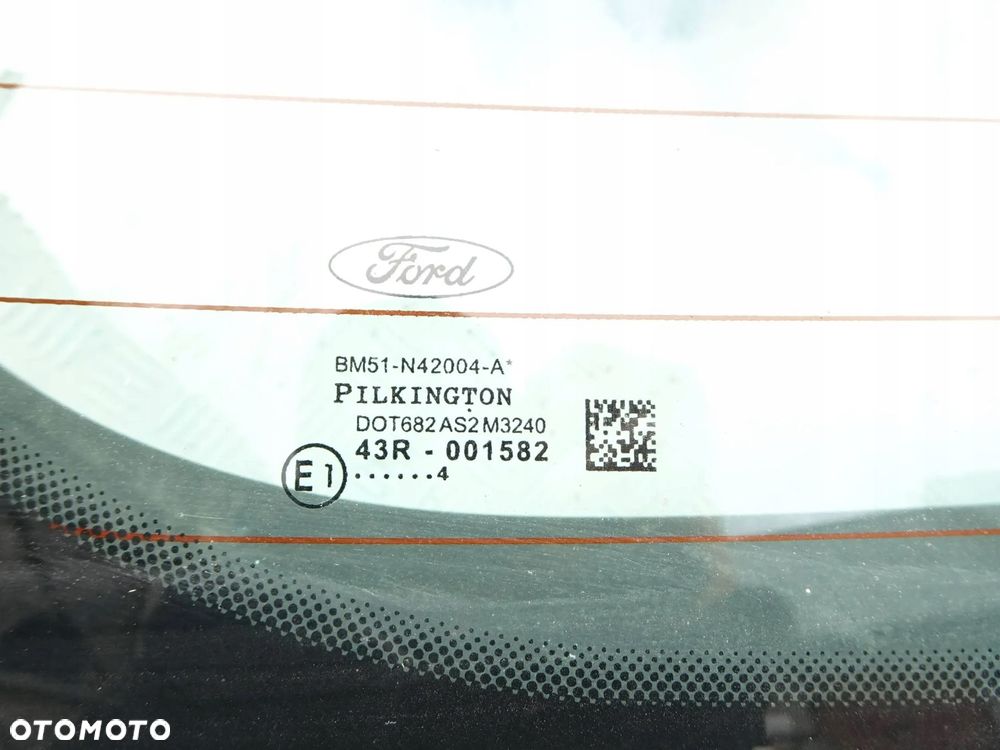 Ford
BM51-N42004-A*
PILKINGTON
DOT682 AS2 M3240
43R - 001582
E1 ······4
OTOMOTO